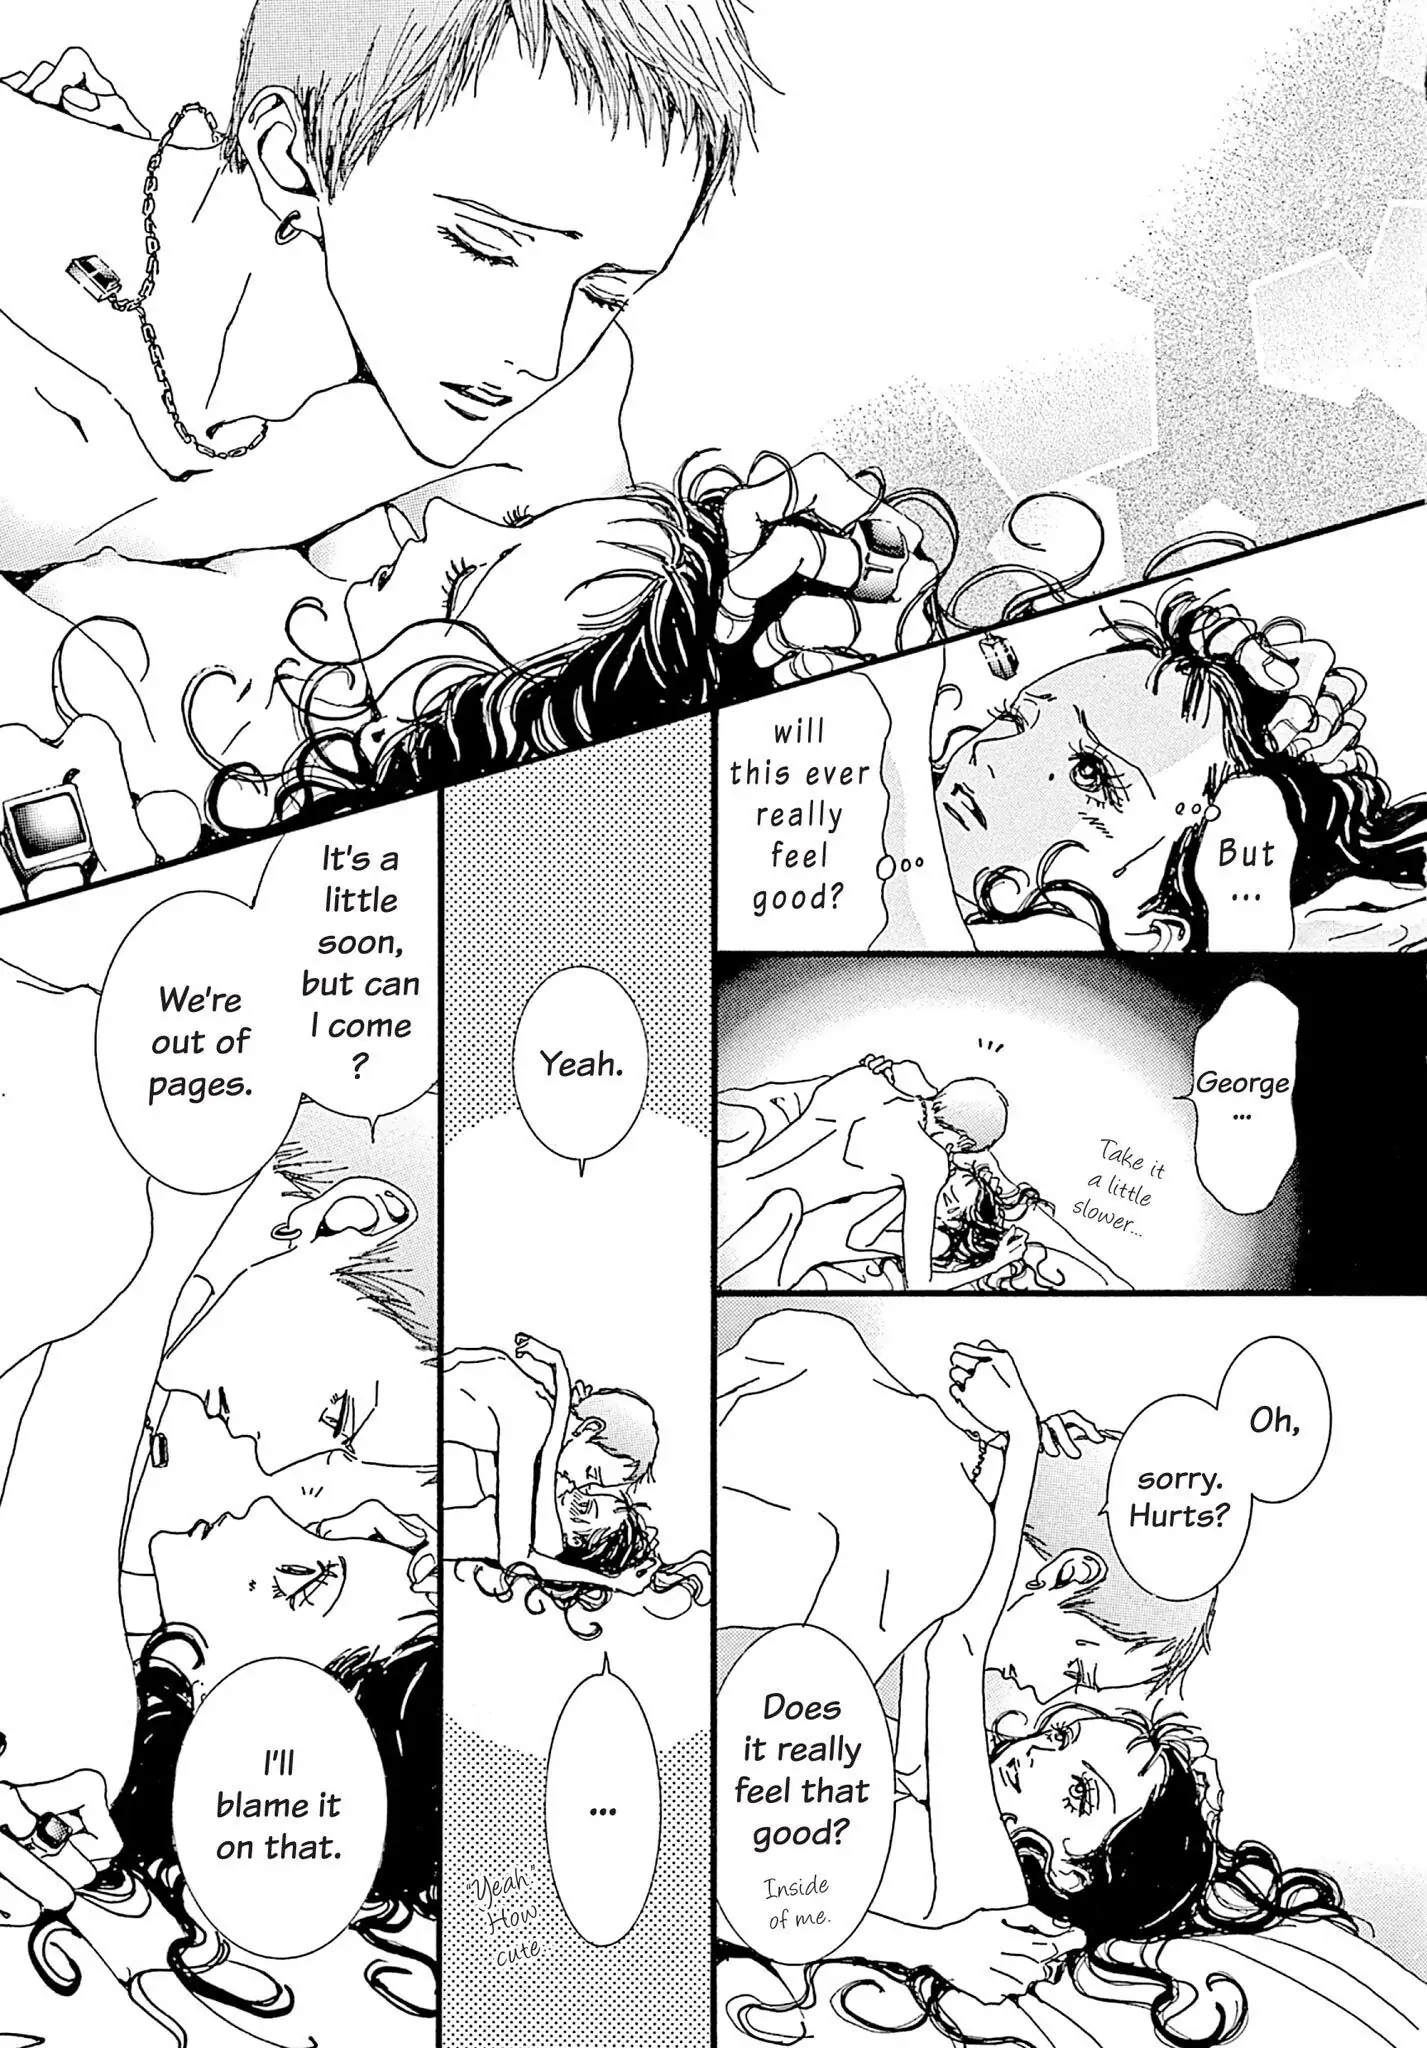 But
...
will
this ever
really
feel
good?
George
...
Take it
a little
slower...
Oh,
sorry.
Hurts?
Does
it really
feel that
good?
Inside
of me.
Yeah.
...
"Yeah."
How
cute...
It's a
little
soon,
but can
I come
?
We're
out of
pages.
I'll
blame it
on that.